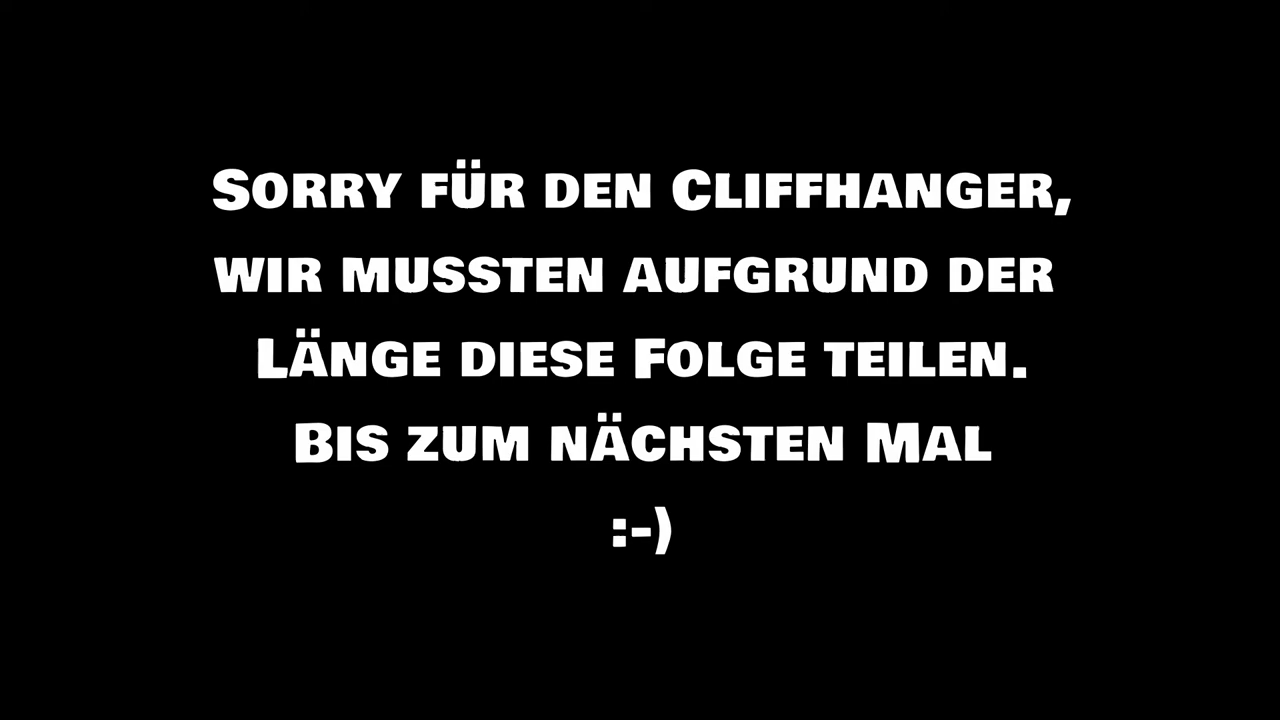 Sorry für den Cliffhanger,
wir mussten aufgrund der
Länge diese Folge teilen.
Bis zum nächsten Mal
:-)